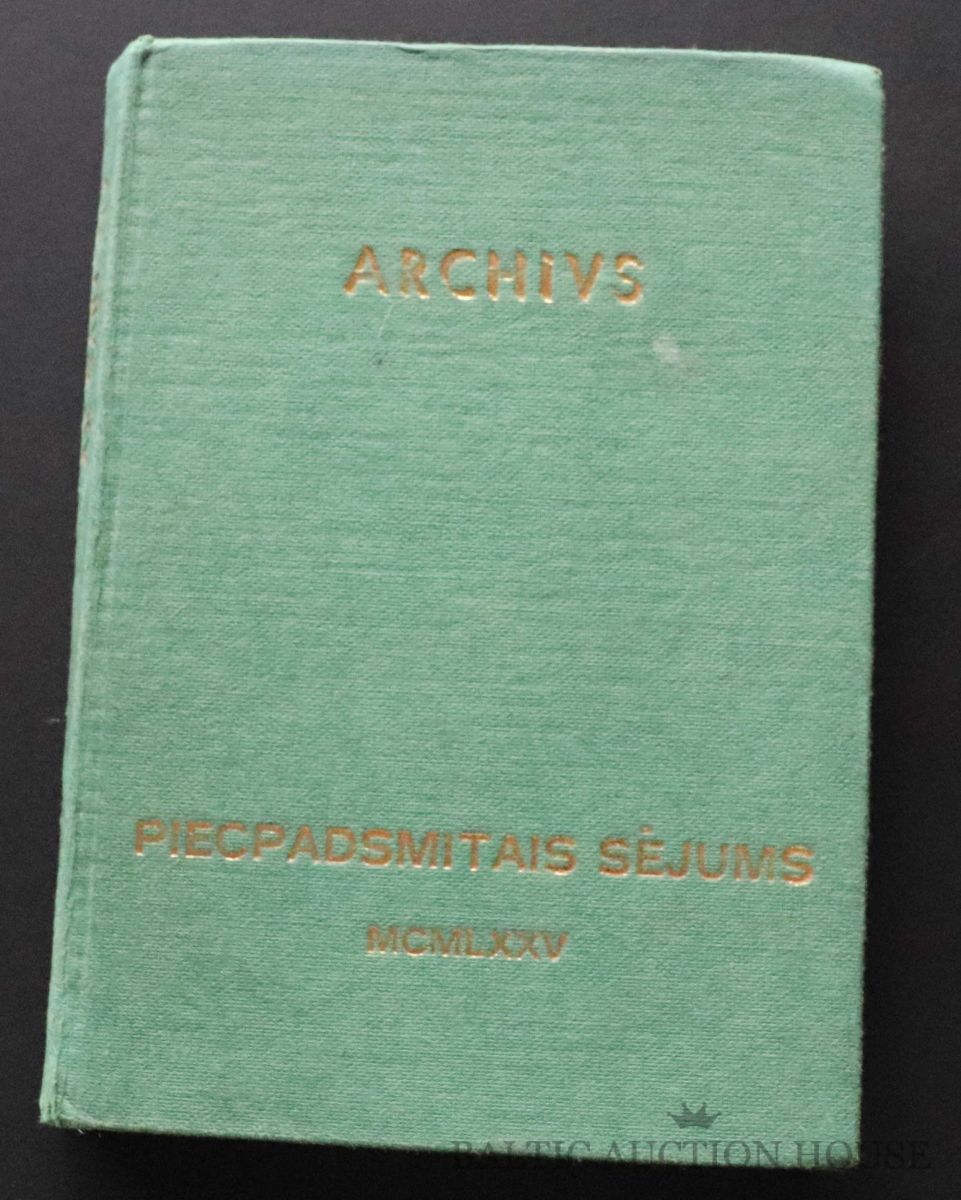 ARCHIVS
PIECPADSMITAIS SĖJUMS
MCMLXXV
BALTIC AUCTION HOUSE